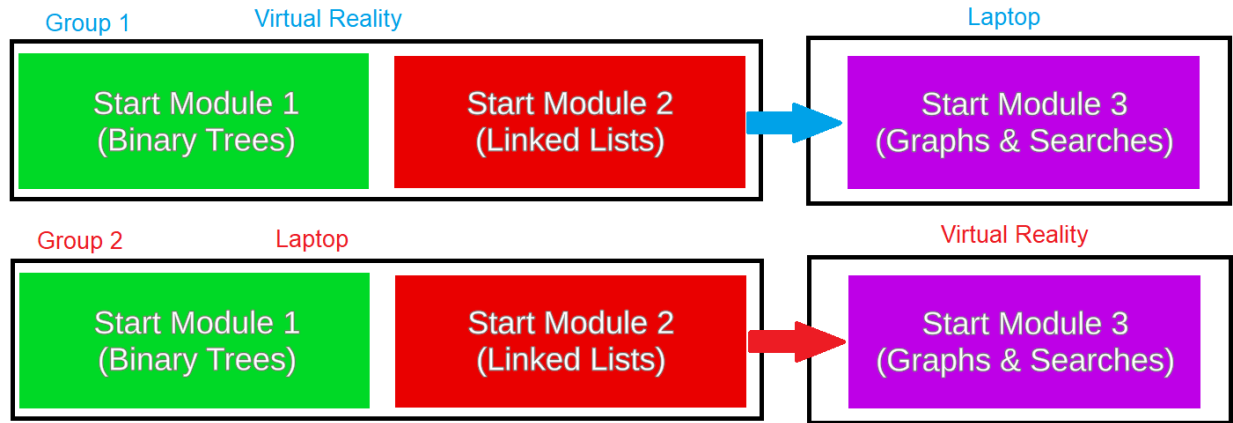 Group 1
Virtual Reality
Laptop
Start Module 1
(Binary Trees)
Start Module 2
(Linked Lists)
Start Module 3
(Graphs & Searches)
Group 2
Laptop
Virtual Reality
Start Module 1
(Binary Trees)
Start Module 2
(Linked Lists)
Start Module 3
(Graphs & Searches)